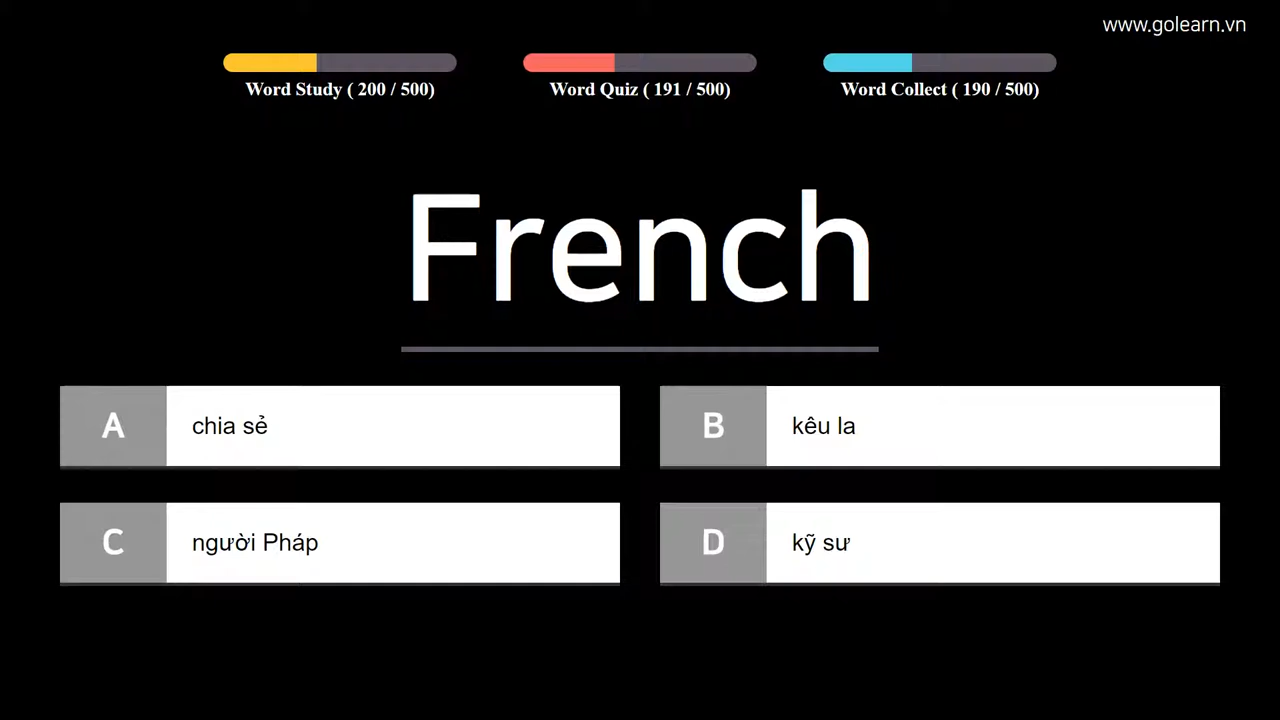 www.golearn.vn
Word Study ( 200 / 500)
Word Quiz ( 191 / 500)
Word Collect ( 190 / 500)
French
A chia sẻ
B kêu la
C người Pháp
D kỹ sư